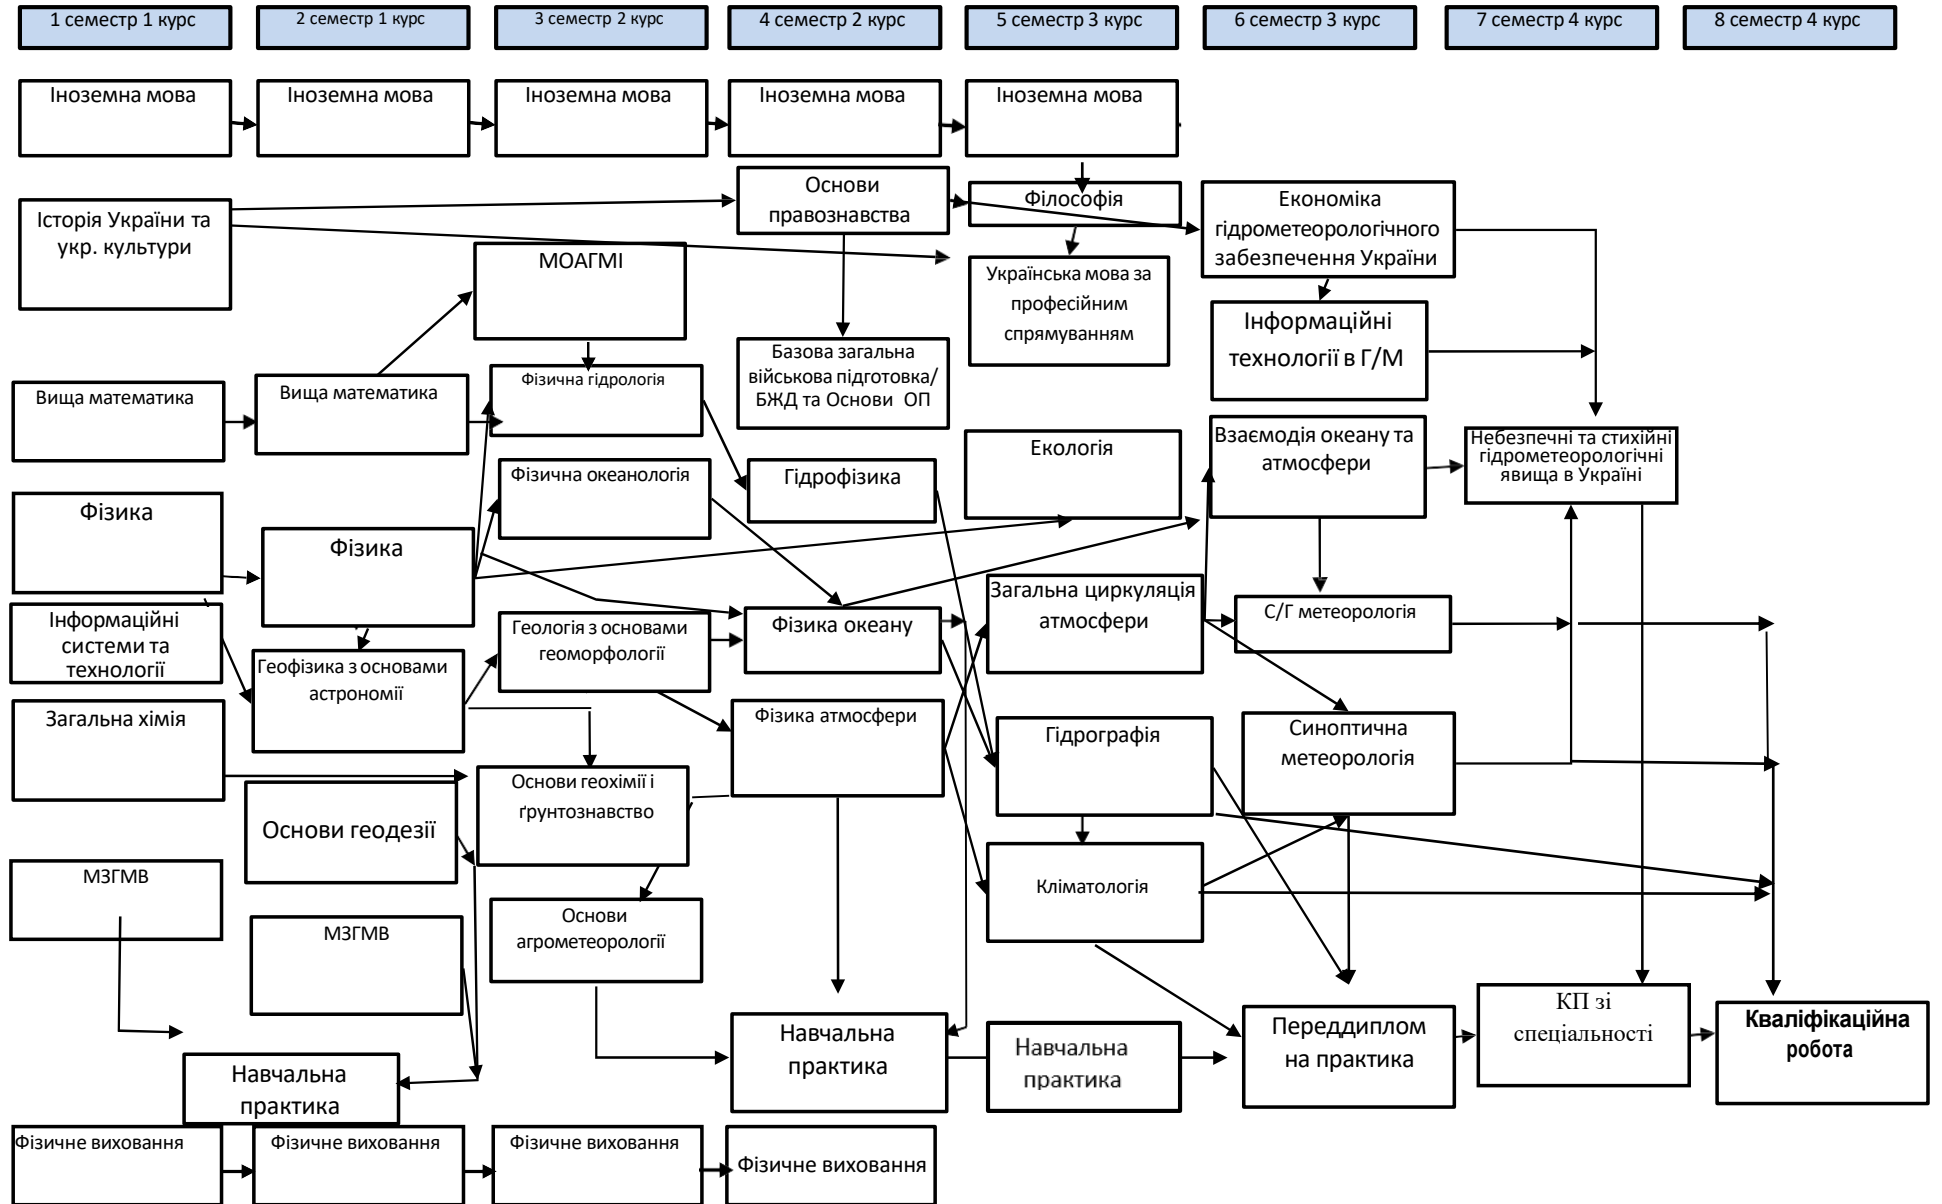 1 семестр 1 курс
2 семестр 1 курс
3 семестр 2 курс
4 семестр 2 курс
5 семестр 3 курс
6 семестр 3 курс
7 семестр 4 курс
8 семестр 4 курс
Іноземна мова
Іноземна мова
Іноземна мова
Іноземна мова
Іноземна мова
Історія України та
укр. культури
Основи
правознавства
Філософія
Економіка
гідрометеорологічного
забезпечення України
МОАГМІ
Українська мова за
професійним
спрямуванням
Інформаційні
технології в Г/М
Базова загальна
військова підготовка/
БЖД та Основи ОП
Вища математика
Вища математика
Фізична гідрологія
Фізична океанологія
Гідрофізика
Екологія
Взаємодія океану та
атмосфери
Небезпечні та стихійні
гідрометеорологічні
явища в Україні
Фізика
Фізика
Інформаційні
системи та
технології
Геофізика з основами
астрономії
Геологія з основами
геоморфології
Фізика океану
Загальна циркуляція
атмосфери
С/Г метеорологія
Загальна хімія
Фізика атмосфери
Гідрографія
Синоптична
метеорологія
Основи геодезії
Основи геохімії і
ґрунтознавство
МЗГМВ
МЗГМВ
Основи
агрометеорології
Кліматологія
Навчальна
практика
Навчальна
практика
Навчальна
практика
Переддиплом
на практика
КП зі
спеціальності
Кваліфікаційна
робота
Фізичне виховання
Фізичне виховання
Фізичне виховання
Фізичне виховання